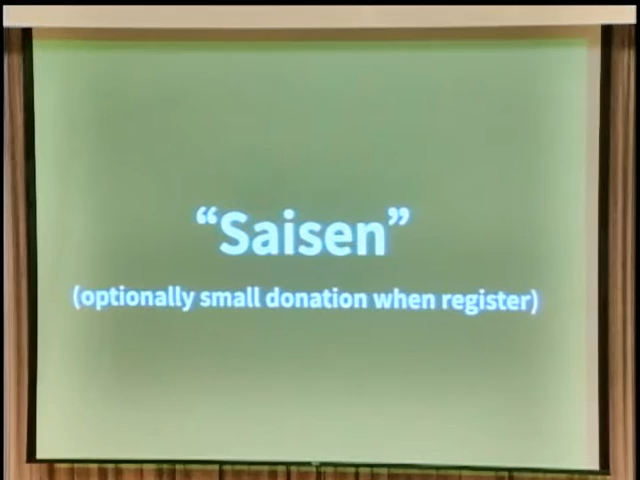 “Saisen”
(optionally small donation when register)